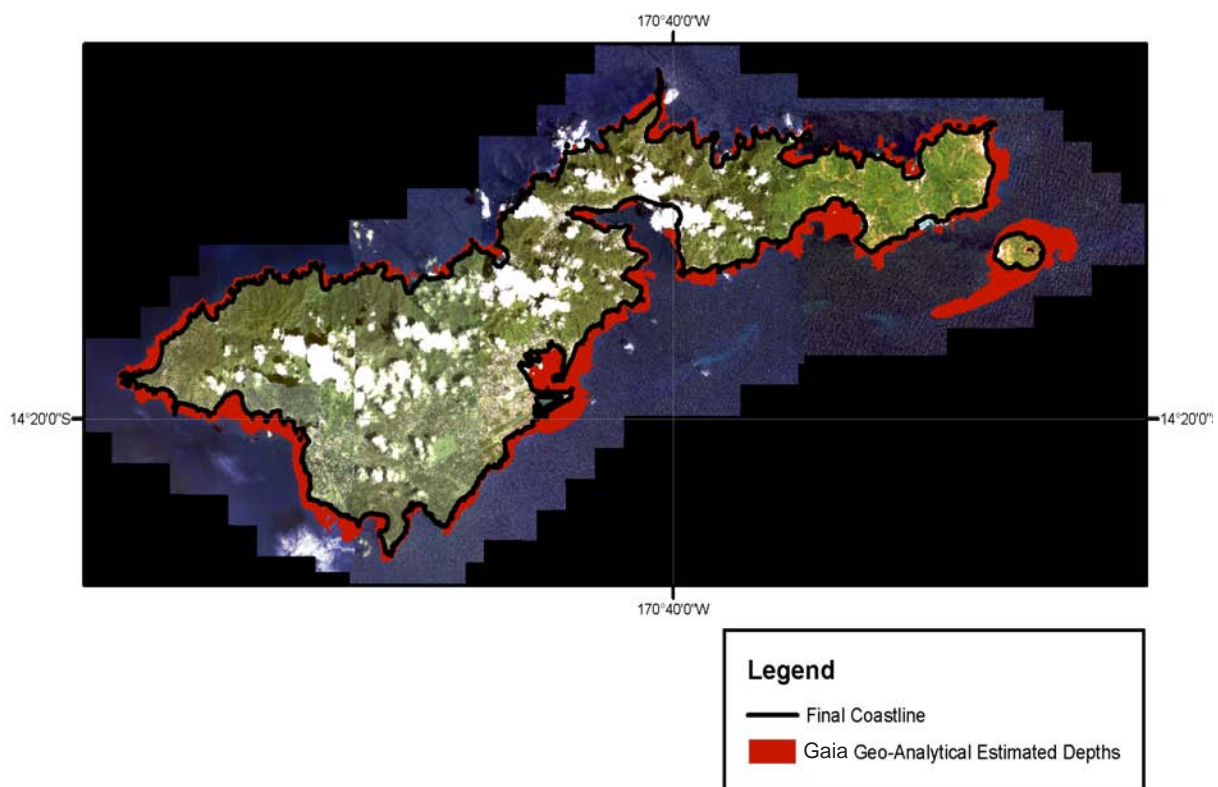 170°40'0"W
14°20'0"S
14°20'0"S
170°40'0"W
Legend
Final Coastline
Gaia Geo-Analytical Estimated Depths